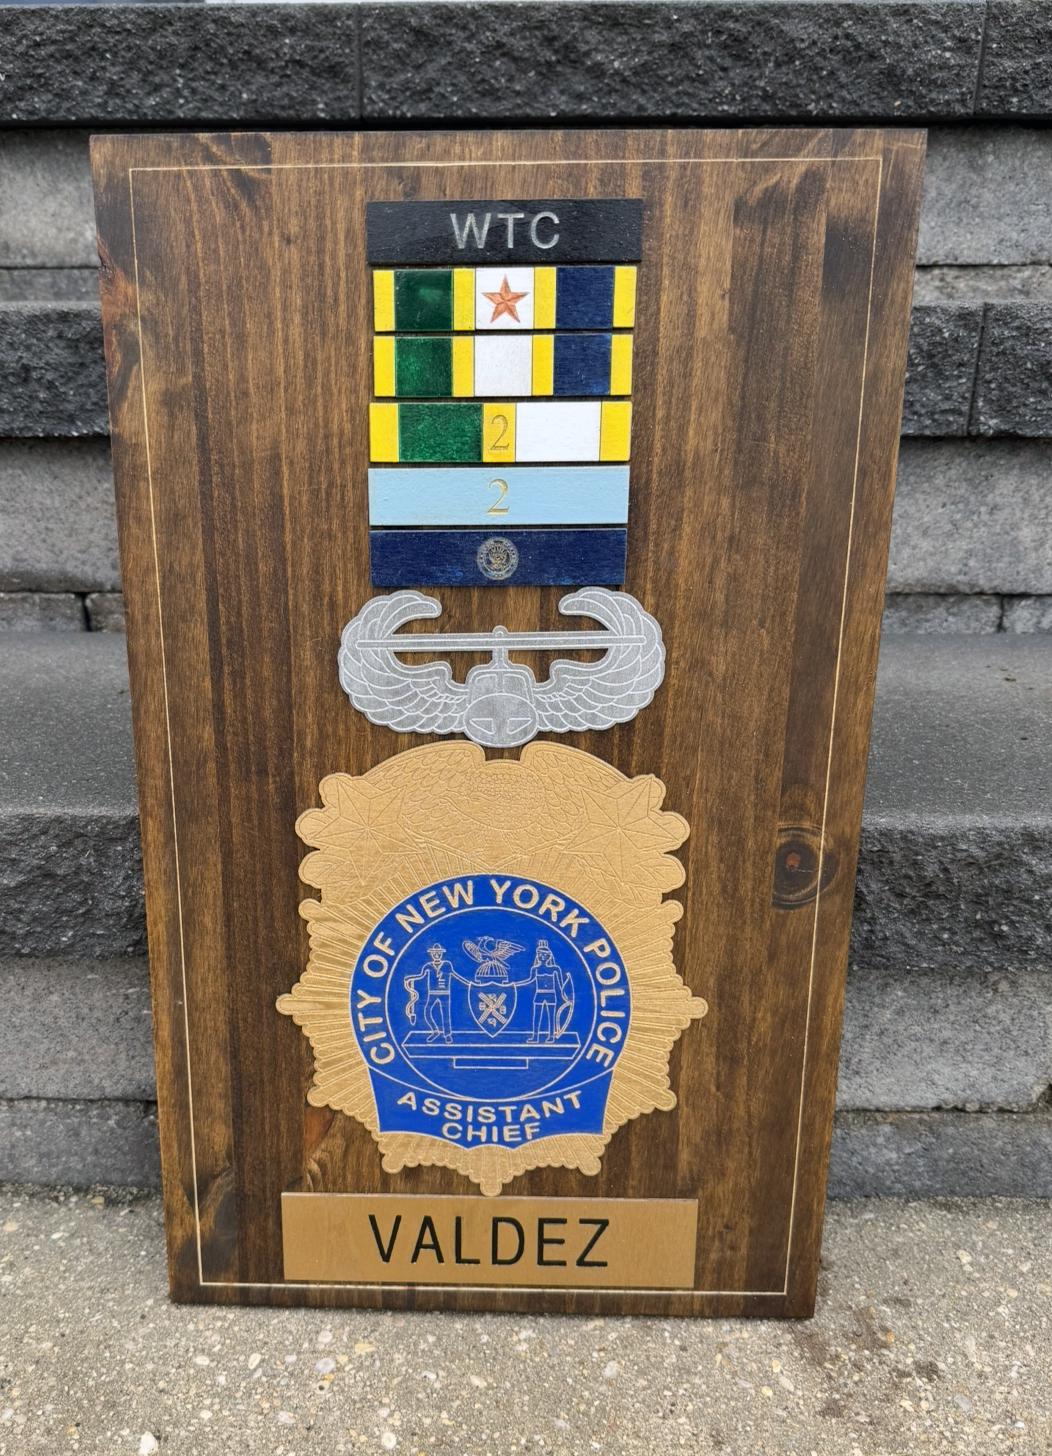 WTC
2
2
CITY OF NEW YORK POLICE
ASSISTANT
CHIEF
VALDEZ